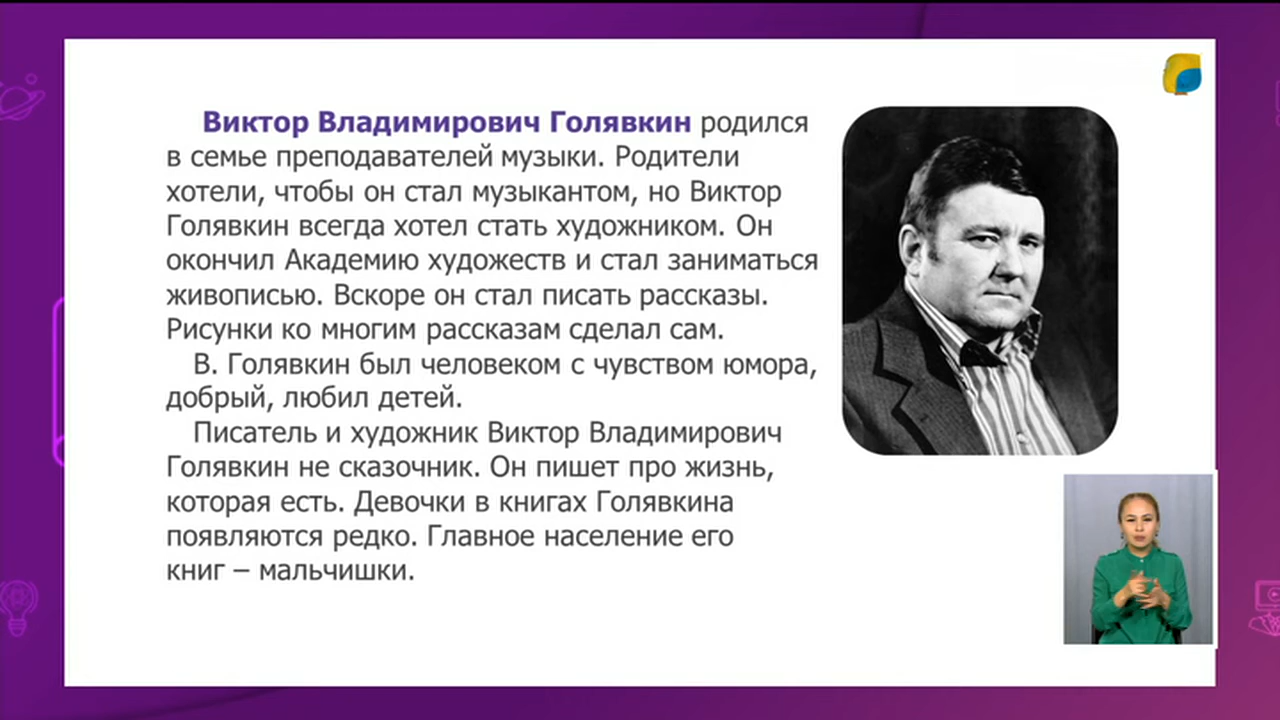 Виктор Владимирович Голявкин родился
в семье преподавателей музыки. Родители
хотели, чтобы он стал музыкантом, но Виктор
Голявкин всегда хотел стать художником. Он
окончил Академию художеств и стал заниматься
живописью. Вскоре он стал писать рассказы.
Рисунки ко многим рассказам сделал сам.
В. Голявкин был человеком с чувством юмора,
добрый, любил детей.
Писатель и художник Виктор Владимирович
Голявкин не сказочник. Он пишет про жизнь,
которая есть. Девочки в книгах Голявкина
появляются редко. Главное население его
книг – мальчишки.